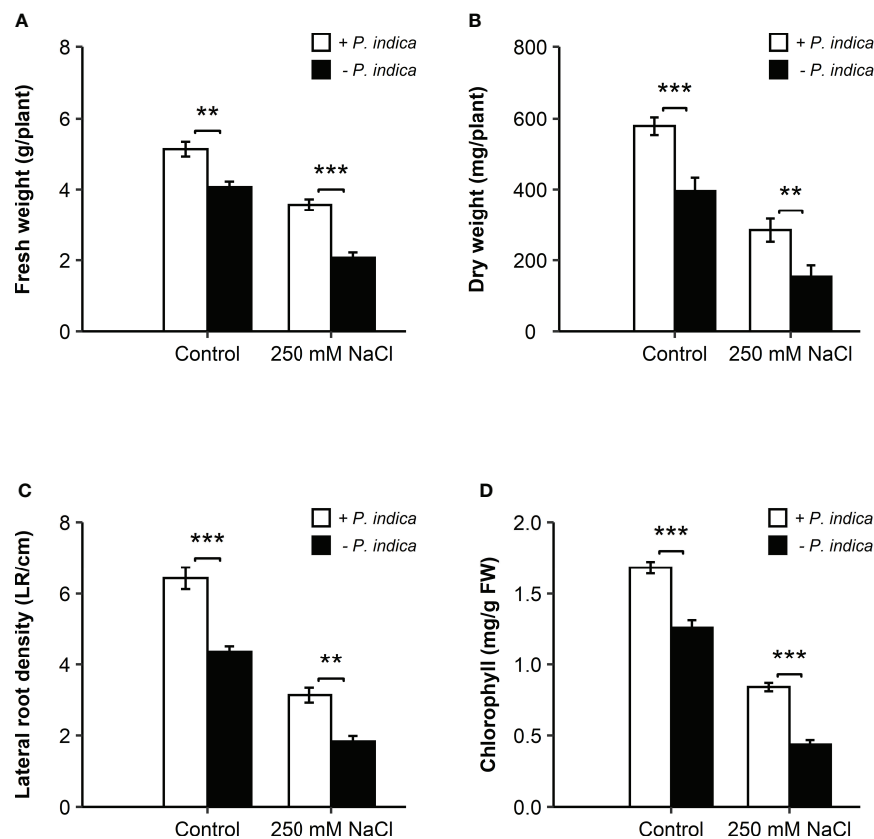 A
Fresh weight (g/plant)
8
6
4
2
0
+ P. indica
- P. indica
**
***
Control
250 mM NaCl
B
Dry weight (mg/plant)
800
600
400
200
0
+ P. indica
- P. indica
***
**
Control
250 mM NaCl
C
Lateral root density (LR/cm)
8
6
4
2
0
+ P. indica
- P. indica
***
**
Control
250 mM NaCl
D
Chlorophyll (mg/g FW)
2.0
1.5
1.0
0.5
0.0
+ P. indica
- P. indica
***
***
Control
250 mM NaCl